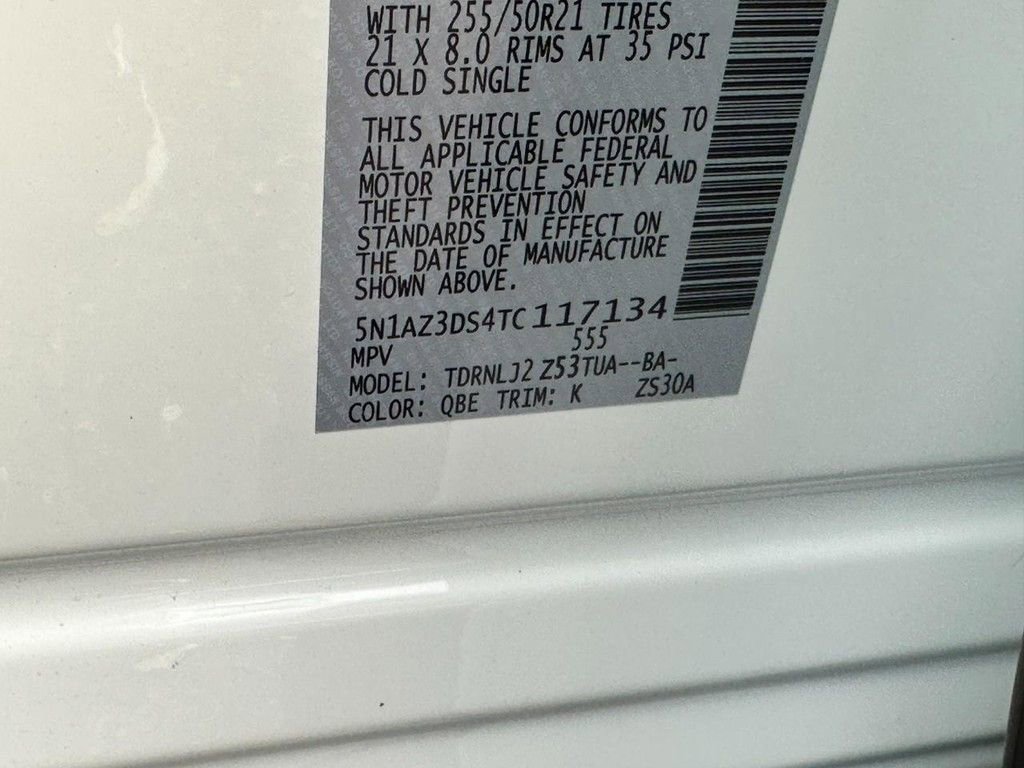 WITH 255/50R21 TIRES
21 X 8.0 RIMS AT 35 PSI
COLD SINGLE
THIS VEHICLE CONFORMS TO
ALL APPLICABLE FEDERAL
MOTOR VEHICLE SAFETY AND
THEFT PREVENTION
STANDARDS IN EFFECT ON
THE DATE OF MANUFACTURE
SHOWN ABOVE.
5N1AZ3DS4TC117134
MPV 555
MODEL: TDRNLJ2 Z53TUA--BA-
COLOR: QBE TRIM: K ZS30A